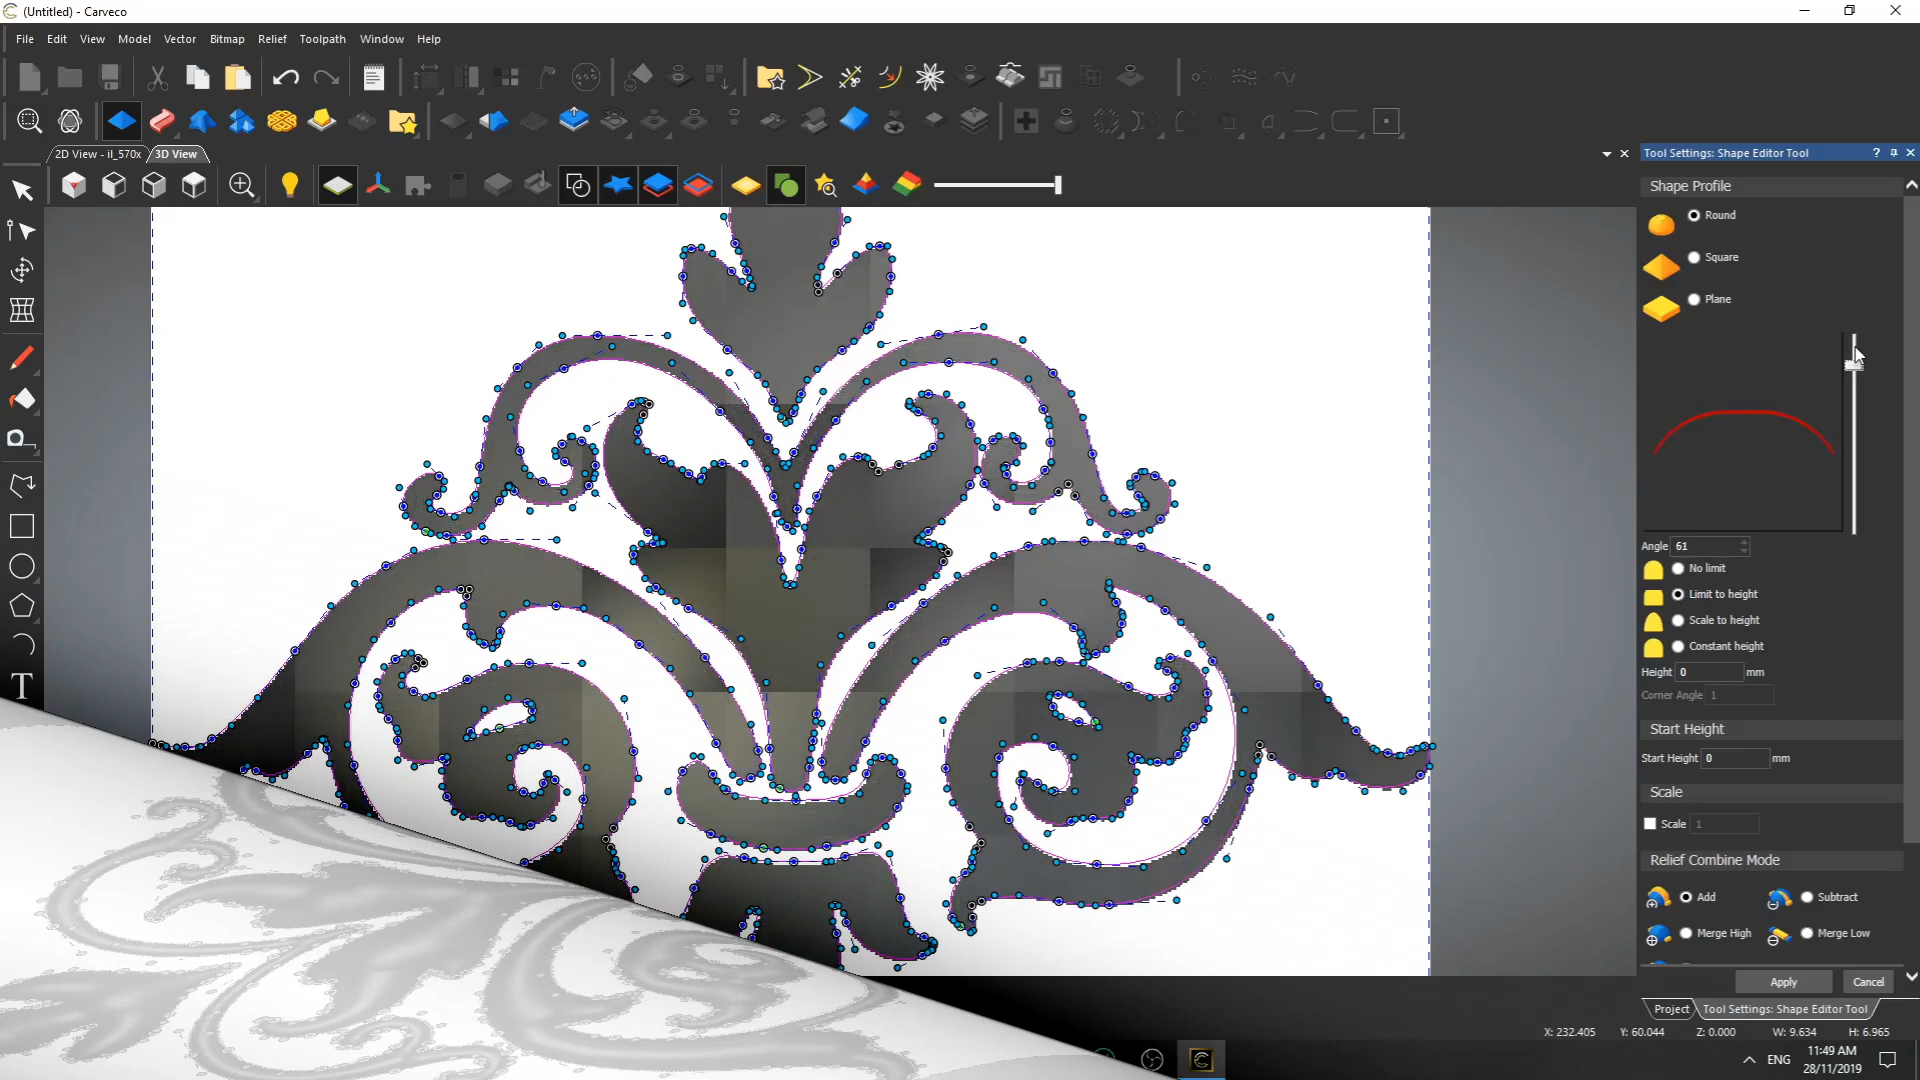 (Untitled) - Carveco
File Edit View Model Vector Bitmap Relief Toolpath Window Help
2D View - il_570x 3D View
Tool Settings: Shape Editor Tool
Shape Profile
Round
Square
Plane
Angle 61
No limit
Limit to height
Scale to height
Constant height
Height 0 mm
Corner Angle 1
Start Height
Start Height 0 mm
Scale
Scale 1
Relief Combine Mode
Add Subtract
Merge High Merge Low
Apply Cancel
Project Tool Settings: Shape Editor Tool
X: 232.405 Y: 60.044 Z: 0.000 W: 9.634 H: 6.965
ENG 11:49 AM
28/11/2019